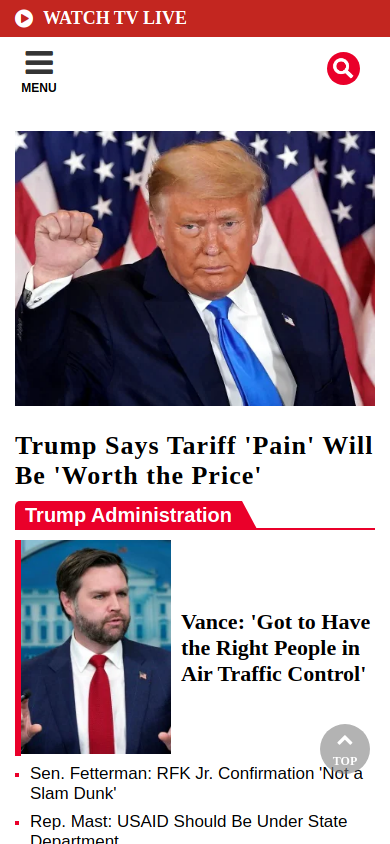 WATCH TV LIVE
MENU
Trump Says Tariff 'Pain' Will
Be 'Worth the Price'
Trump Administration
Vance: 'Got to Have
the Right People in
Air Traffic Control'
TOP
Sen. Fetterman: RFK Jr. Confirmation 'Not a
Slam Dunk'
Rep. Mast: USAID Should Be Under State
Department